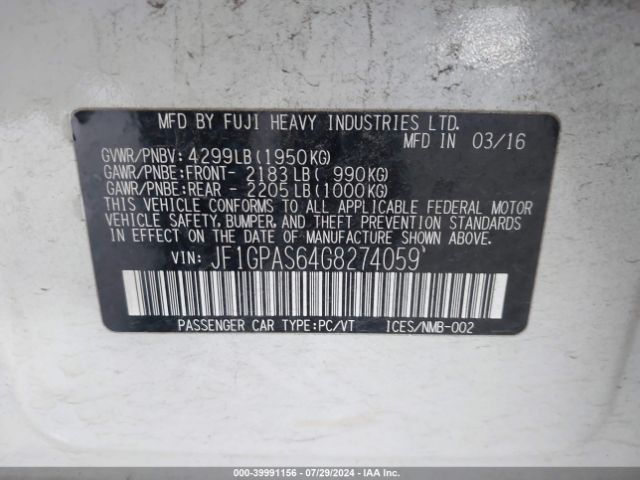 MFD BY FUJI HEAVY INDUSTRIES LTD.
MFD IN 03/16
GVWR/PNBV: 4299LB(1950KG)
GAWR/PNBE:FRONT- 2183LB( 990KG)
GAWR/PNBE:REAR - 2205LB(1000KG)
THIS VEHICLE CONFORMS TO ALL APPLICABLE FEDERAL MOTOR
VEHICLE SAFETY, BUMPER, AND THEFT PREVENTION STANDARDS
IN EFFECT ON THE DATE OF MANUFACTURE SHOWN ABOVE.
VIN: JF1GPAS64G8274059
PASSENGER CAR TYPE:PC/VT ICES/NMB-002
000-39991156 - 07/29/2024 - IAA Inc.